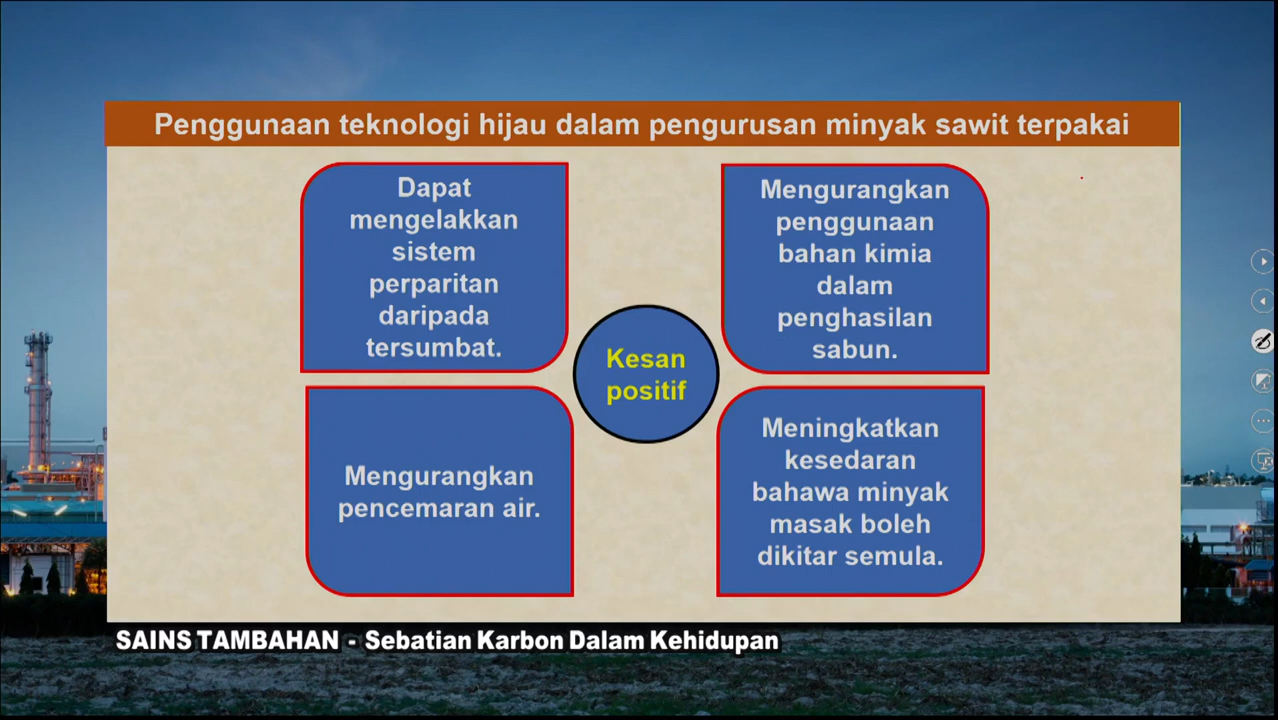 Penggunaan teknologi hijau dalam pengurusan minyak sawit terpakai
Dapat
mengelakkan
sistem
perparitan
daripada
tersumbat.
Mengurangkan
penggunaan
bahan kimia
dalam
penghasilan
sabun.
Kesan
positif
Mengurangkan
pencemaran air.
Meningkatkan
kesedaran
bahawa minyak
masak boleh
dikitar semula.
SAINS TAMBAHAN - Sebatian Karbon Dalam Kehidupan